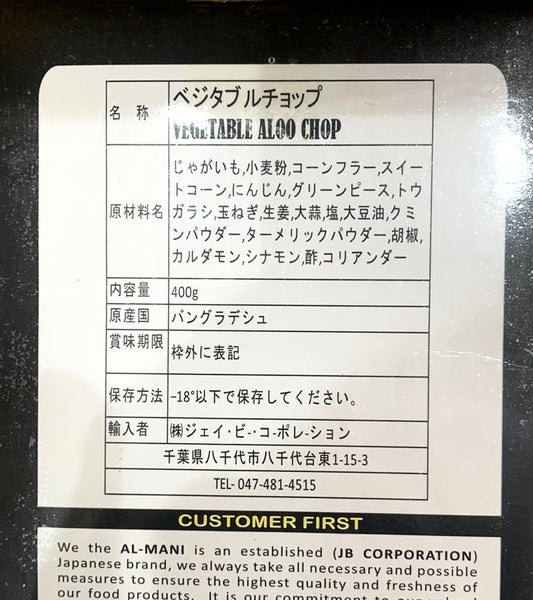 名 称
ベジタブルチョップ
VEGETABLE ALOO CHOP
原材料名
じゃがいも,小麦粉,コーンフラー,スイー
トコーン,にんじん,グリーンピース,トウ
ガラシ,玉ねぎ,生姜,大蒜,塩,大豆油,クミ
ンパウダー,ターメリックパウダー,胡椒,
カルダモン,シナモン,酢,コリアンダー
内容量 400g
原産国 バングラデシュ
賞味期限 枠外に表記
保存方法 −18°以下で保存してください。
輸入者 ㈱ジェイ・ビ-・コ-ポレ-ション
千葉県八千代市八千代台東1-15-3
TEL- 047-481-4515
CUSTOMER FIRST
We the AL-MANI is an established (JB CORPORATION)
Japanese brand, we always take all necessary and possible
measures to ensure the highest quality and freshness of
our food products. It is our commitment to our valued